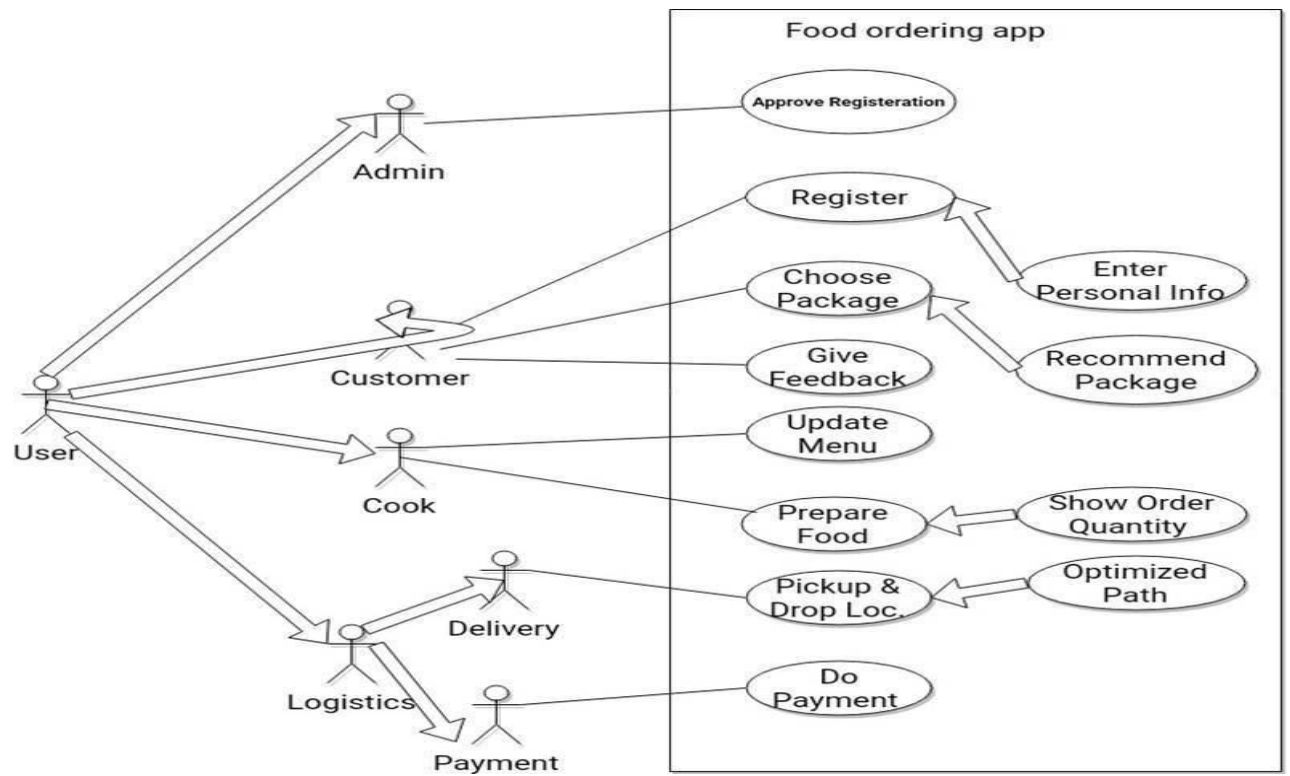 Food ordering app
Approve Registeration
Admin
Register
Enter
Personal Info
Choose
Package
Recommend
Package
Customer
Give
Feedback
User
Update
Menu
Cook
Prepare
Food
Show Order
Quantity
Delivery
Pickup &
Drop Loc.
Optimized
Path
Logistics
Do
Payment
Payment